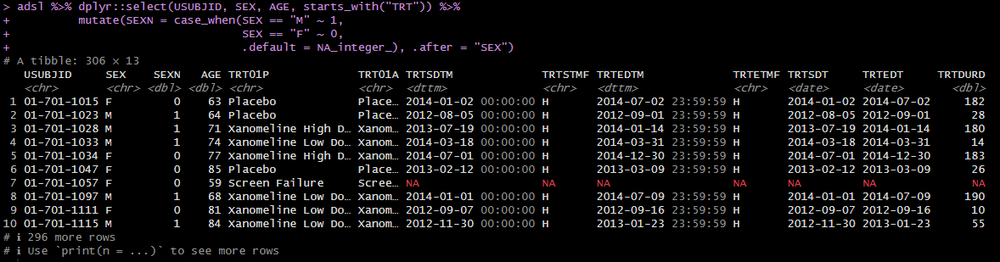 > adsl %>% dplyr::select(USUBJID, SEX, AGE, starts_with("TRT")) %>%
+         mutate(SEXN = case_when(SEX == "M" ~ 1,
+                                 SEX == "F" ~ 0,
+                                 .default = NA_integer_), .after = "SEX")
# A tibble: 306 × 13
   USUBJID     SEX    SEXN   AGE TRT01P              TRT01A TRTSDTM             TRTSTMF TRTEDTM             TRTETMF TRTSDT     TRTEDT     TRTDURD
   <chr>       <chr> <dbl> <dbl> <chr>               <chr>  <dttm>              <chr>   <dttm>              <chr>   <date>     <date>       <dbl>
 1 01-701-1015 F         0    63 Placebo             Place… 2014-01-02 00:00:00 H       2014-07-02 23:59:59 H       2014-01-02 2014-07-02     182
 2 01-701-1023 M         1    64 Placebo             Place… 2012-08-05 00:00:00 H       2012-09-01 23:59:59 H       2012-08-05 2012-09-01      28
 3 01-701-1028 M         1    71 Xanomeline High D… Xanom… 2013-07-19 00:00:00 H       2014-01-14 23:59:59 H       2013-07-19 2014-01-14     180
 4 01-701-1033 M         1    74 Xanomeline Low Do… Xanom… 2014-03-18 00:00:00 H       2014-03-31 23:59:59 H       2014-03-18 2014-03-31      14
 5 01-701-1034 F         0    77 Xanomeline High D… Xanom… 2014-07-01 00:00:00 H       2014-12-30 23:59:59 H       2014-07-01 2014-12-30     183
 6 01-701-1047 F         0    85 Placebo             Place… 2013-02-12 00:00:00 H       2013-03-09 23:59:59 H       2013-02-12 2013-03-09      26
 7 01-701-1057 F         0    59 Screen Failure      Scree… NA                  NA      NA                  NA      NA         NA              NA
 8 01-701-1097 M         1    68 Xanomeline Low Do… Xanom… 2014-01-01 00:00:00 H       2014-07-09 23:59:59 H       2014-01-01 2014-07-09     190
 9 01-701-1111 F         0    81 Xanomeline Low Do… Xanom… 2012-09-07 00:00:00 H       2012-09-16 23:59:59 H       2012-09-07 2012-09-16      10
10 01-701-1115 M         1    84 Xanomeline Low Do… Xanom… 2012-11-30 00:00:00 H       2013-01-23 23:59:59 H       2012-11-30 2013-01-23      55
# ℹ 296 more rows
# ℹ Use `print(n = ...)` to see more rows